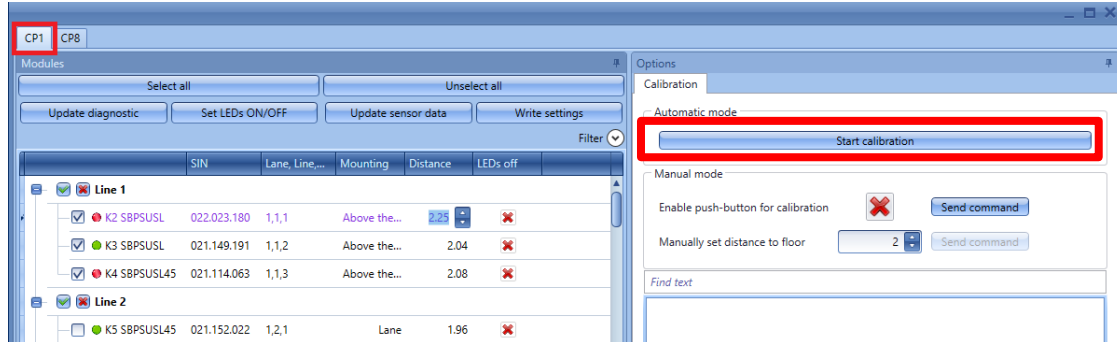 CP1 CP8
Modules
Select all Unselect all
Update diagnostic Set LEDs ON/OFF Update sensor data Write settings
Filter
SIN Lane, Line,... Mounting Distance LEDs off
Line 1
K2 SBPSUSL 022.023.180 1,1,1 Above the... 2.25
K3 SBPSUSL 021.149.191 1,1,2 Above the... 2.04
K4 SBPSUSL45 021.114.063 1,1,3 Above the... 2.08
Line 2
K5 SBPSUSL45 021.152.022 1,2,1 Lane 1.96
Options
Calibration
Automatic mode
Start calibration
Manual mode
Enable push-button for calibration Send command
Manually set distance to floor 2 Send command
Find text